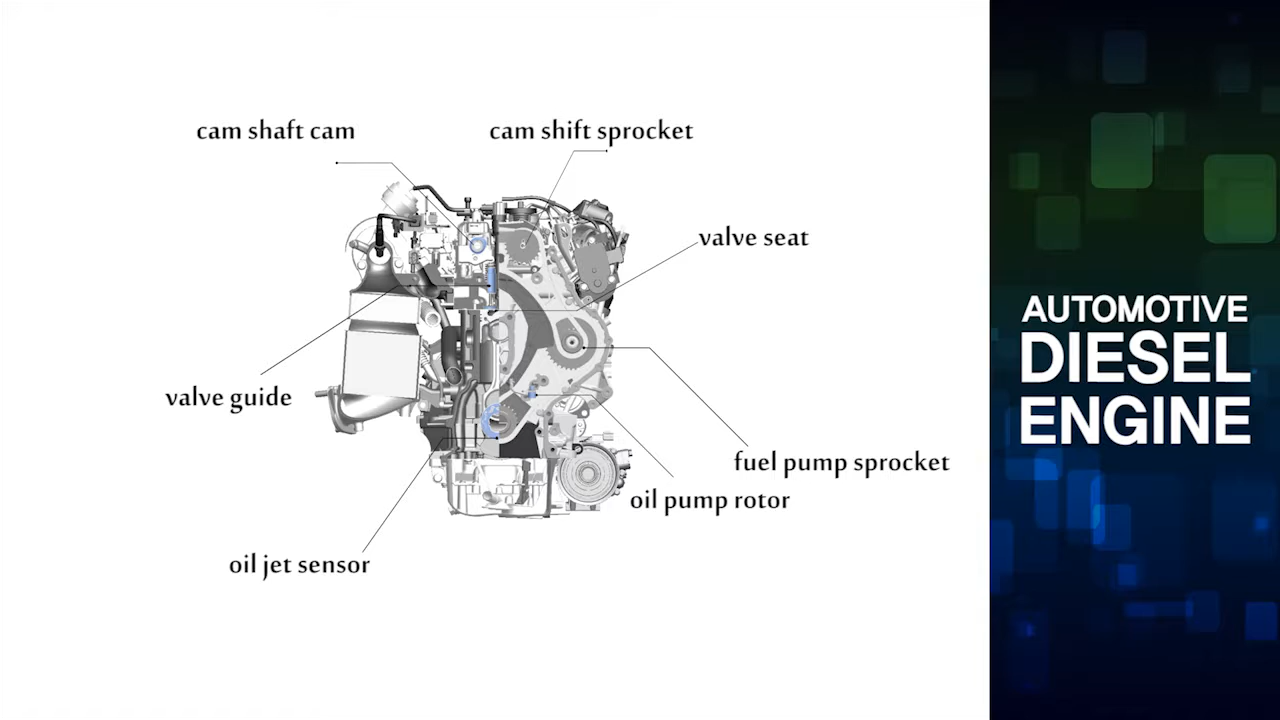 cam shaft cam
cam shift sprocket
valve seat
valve guide
fuel pump sprocket
oil pump rotor
oil jet sensor
AUTOMOTIVE
DIESEL
ENGINE